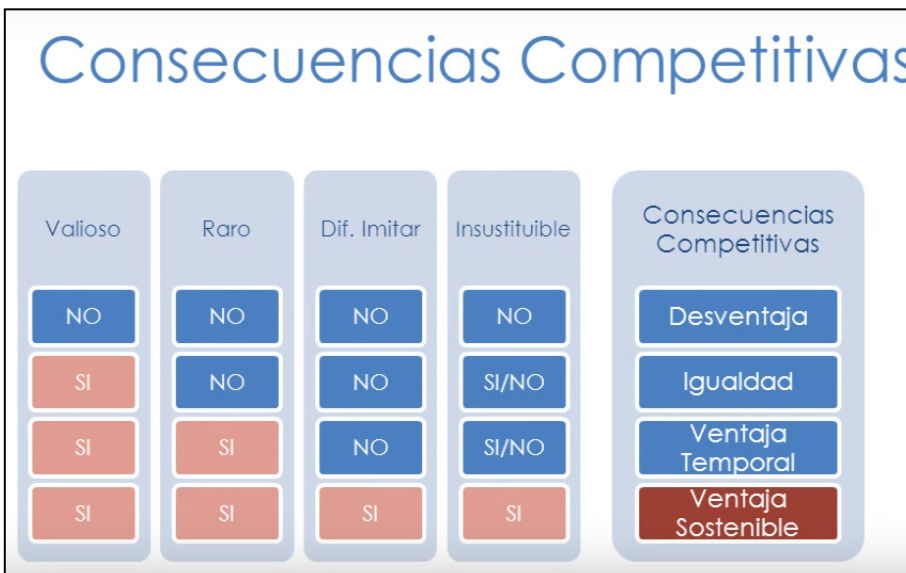 Consecuencias Competitivas
Valioso Raro Dif. Imitar Insustituible Consecuencias
Competitivas
NO NO NO NO Desventaja
SI NO NO SI/NO Igualdad
SI SI NO SI/NO Ventaja
Temporal
SI SI SI SI Ventaja
Sostenible